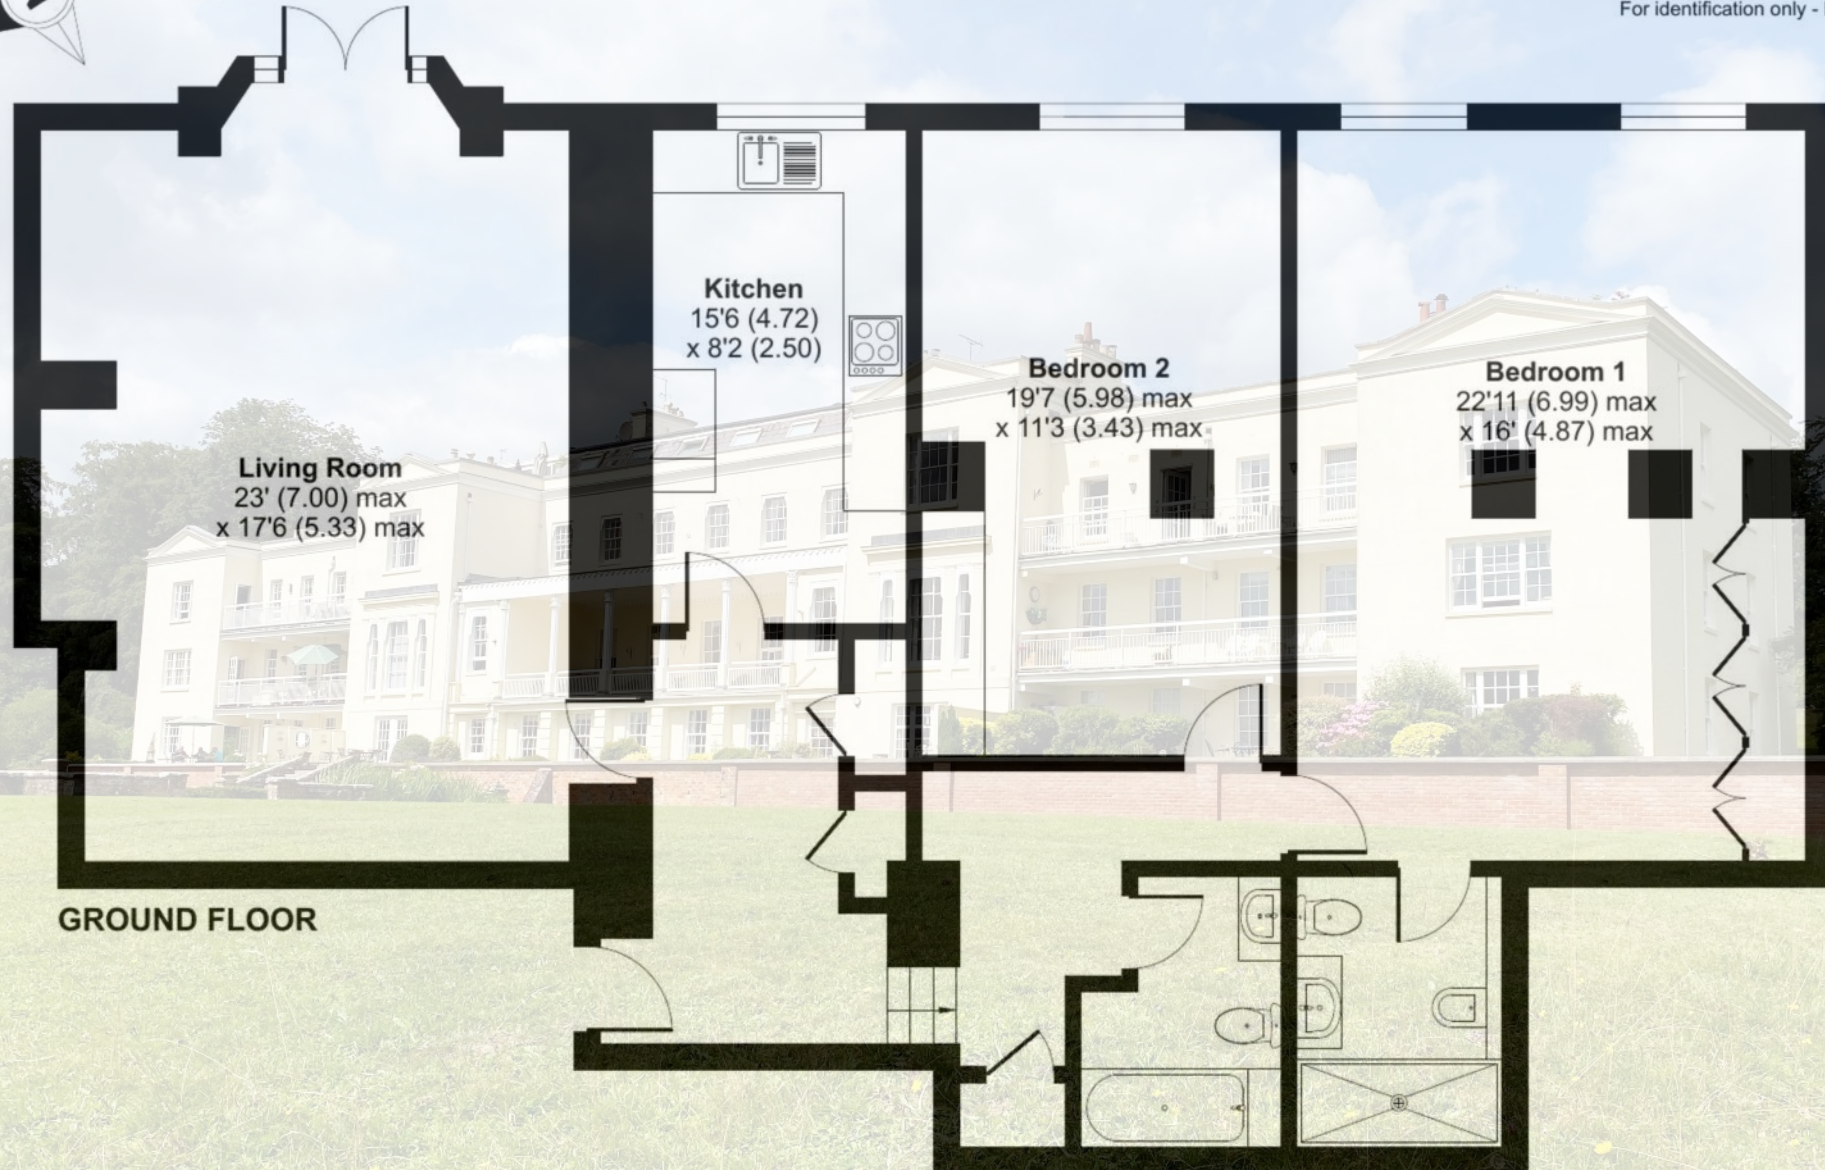 For identification only -
Kitchen
15'6 (4.72)
x 8'2 (2.50)
Bedroom 2
19'7 (5.98) max
x 11'3 (3.43) max
Bedroom 1
22'11 (6.99) max
x 16' (4.87) max
Living Room
23' (7.00) max
x 17'6 (5.33) max
GROUND FLOOR